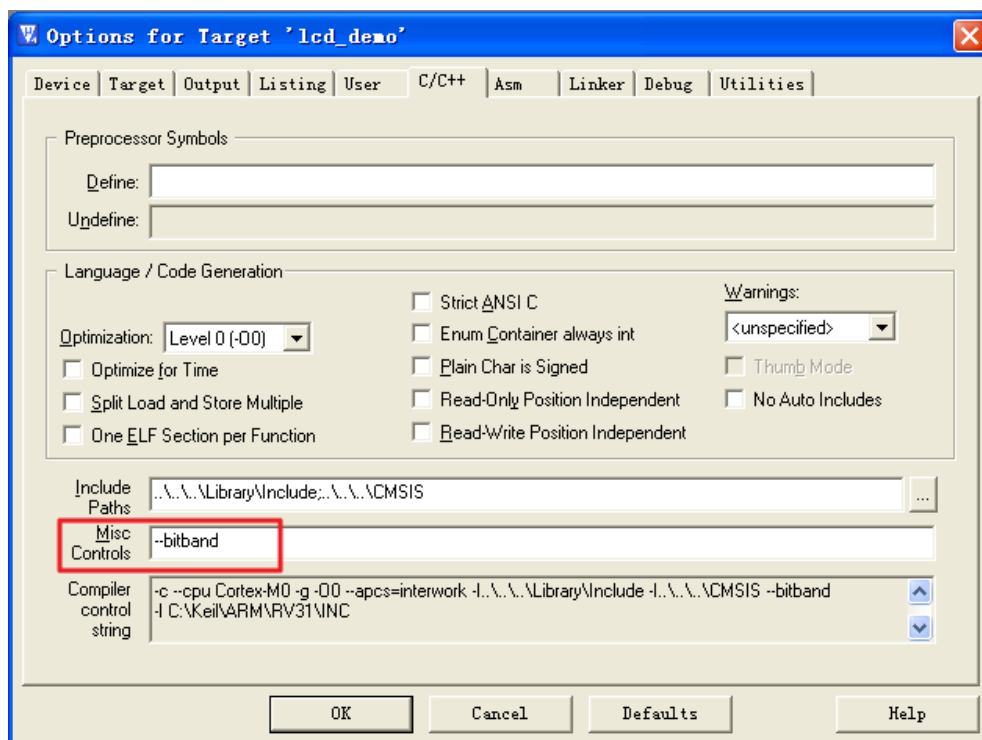 Options for Target 'lcd_demo'
Device Target Output Listing User C/C++ Asm Linker Debug Utilities
Preprocessor Symbols
Define:
Undefine:
Language / Code Generation
Optimization: Level 0 (-O0)
Optimize for Time
Split Load and Store Multiple
One ELF Section per Function
Strict ANSI C
Enum Container always int
Plain Char is Signed
Read-Only Position Independent
Read-Write Position Independent
Warnings:
<unspecified>
Thumb Mode
No Auto Includes
Include Paths
..\..\..\Library\Include;..\..\..\CMSIS
...
Misc Controls
--bitband
Compiler control string
-c --cpu Cortex-M0 -g -O0 --apcs=interwork -I..\..\..\Library\Include -I..\..\..\CMSIS --bitband
-I C:\Keil\ARM\RV31\INC
OK Cancel Defaults Help